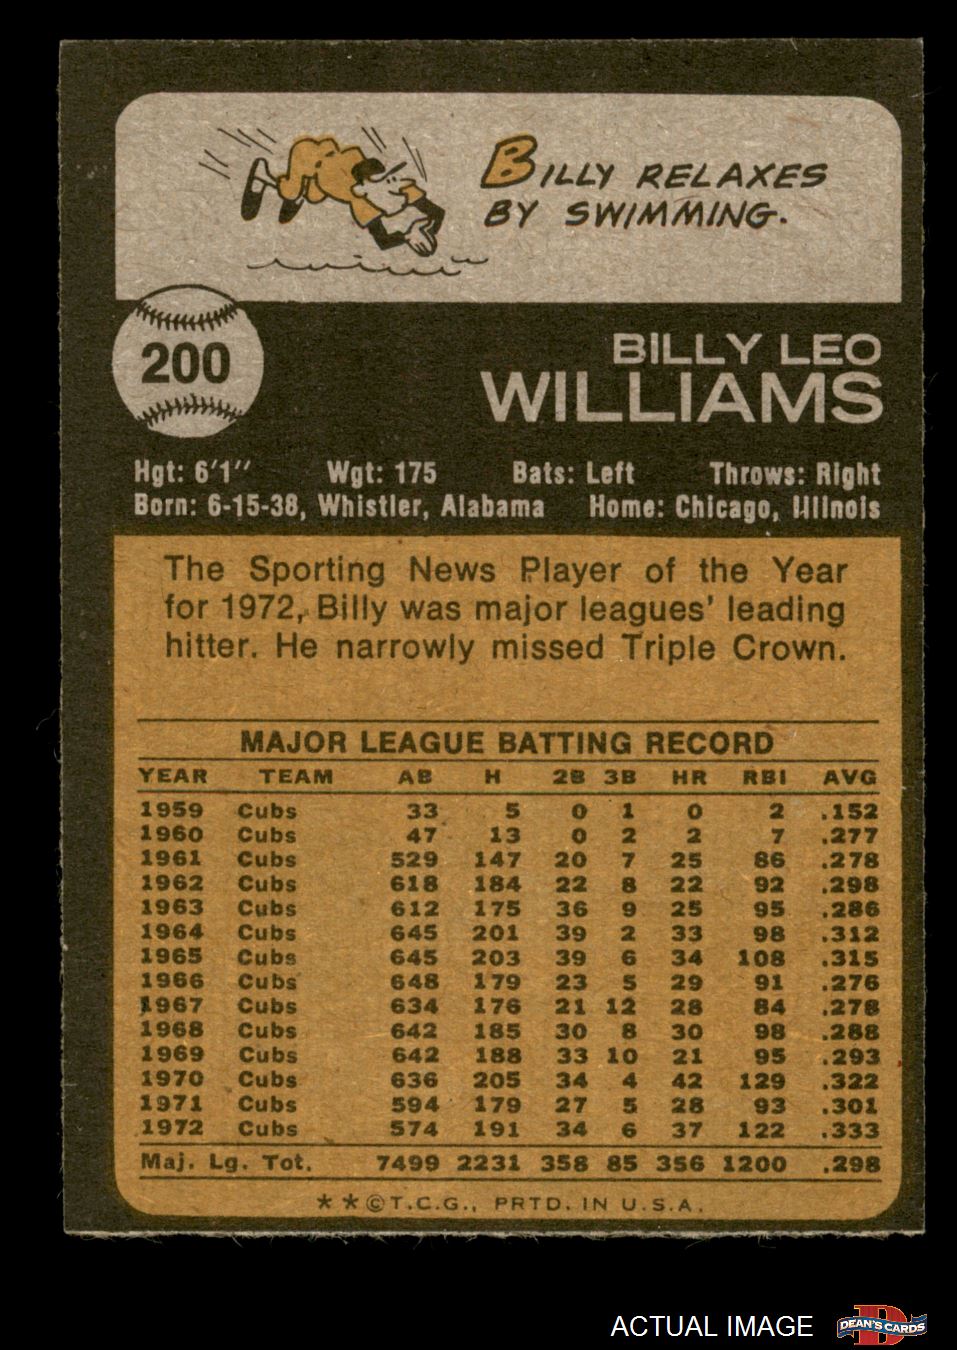 BILLY RELAXES
BY SWIMMING.
200
BILLY LEO
WILLIAMS
Hgt: 6'1" Wgt: 175 Bats: Left Throws: Right
Born: 6-15-38, Whistler, Alabama Home: Chicago, Illinois
The Sporting News Player of the Year
for 1972, Billy was major leagues' leading
hitter. He narrowly missed Triple Crown.
MAJOR LEAGUE BATTING RECORD
YEAR TEAM AB H 2B 3B HR RBI AVG
1959 Cubs 33 5 0 1 0 2 .152
1960 Cubs 47 13 0 2 2 7 .277
1961 Cubs 529 147 20 7 25 86 .278
1962 Cubs 618 184 22 8 22 92 .298
1963 Cubs 612 175 36 9 25 95 .286
1964 Cubs 645 201 39 2 33 98 .312
1965 Cubs 645 203 39 6 34 108 .315
1966 Cubs 648 179 23 5 29 91 .276
1967 Cubs 634 176 21 12 28 84 .278
1968 Cubs 642 185 30 8 30 98 .288
1969 Cubs 642 188 33 10 21 95 .293
1970 Cubs 636 205 34 4 42 129 .322
1971 Cubs 594 179 27 5 28 93 .301
1972 Cubs 574 191 34 6 37 122 .333
Maj. Lg. Tot. 7499 2231 358 85 356 1200 .298
**©T.C.G., PRTD. IN U.S.A.
ACTUAL IMAGE
D
DEAN'S CARDS